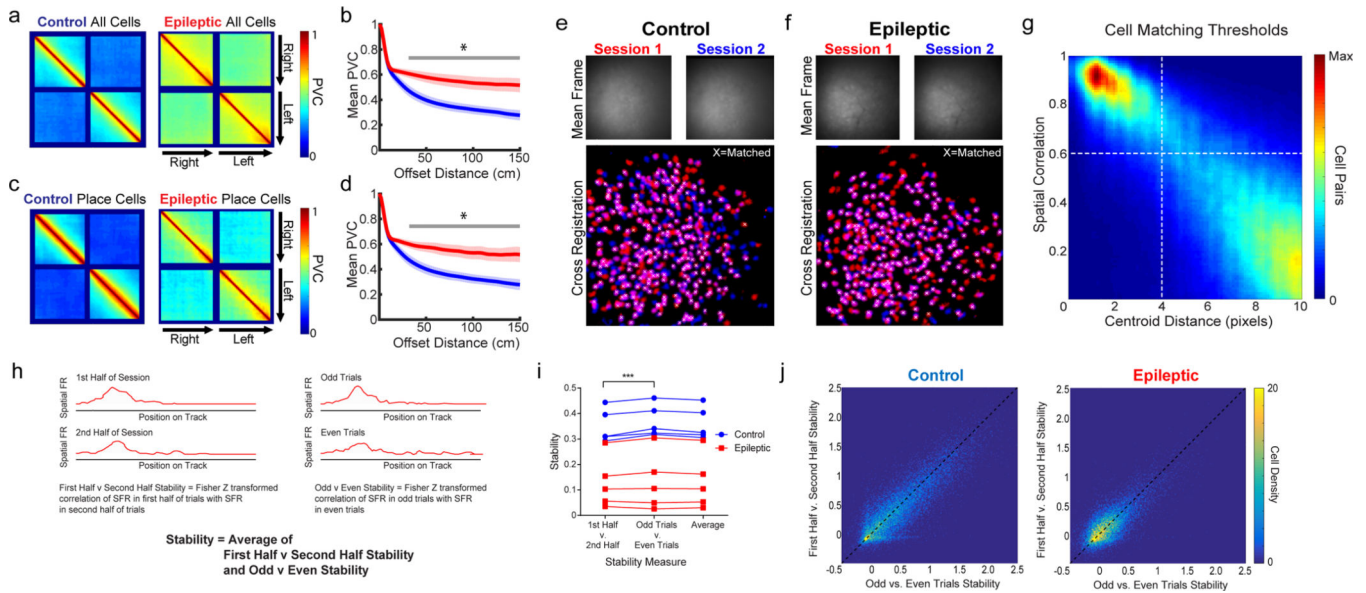 a
Control All Cells
Epileptic All Cells
Right
Left
Right
Left
1
PVC
0
b
1
0.8
0.6
0.4
0.2
0
Mean PVC
*
50
100
150
Offset Distance (cm)
c
Control Place Cells
Epileptic Place Cells
Right
Left
Right
Left
Right
Left
1
PVC
0
d
1
0.8
0.6
0.4
0.2
0
Mean PVC
*
50
100
150
Offset Distance (cm)
e
Control
Session 1
Session 2
Mean Frame
X=Matched
Cross Registration
f
Epileptic
Session 1
Session 2
Mean Frame
X=Matched
Cross Registration
g
Cell Matching Thresholds
1
0.8
0.6
0.4
0.2
0
Spatial Correlation
0
2
4
6
8
10
Centroid Distance (pixels)
Max
Cell Pairs
0
h
1st Half of Session
Spatial FR
Position on Track
2nd Half of Session
Spatial FR
Position on Track
First Half v Second Half Stability = Fisher Z transformed
correlation of SFR in first half of trials with SFR
in second half of trials
Odd Trials
Spatial FR
Position on Track
Even Trials
Spatial FR
Position on Track
Odd v Even Stability = Fisher Z transformed
correlation of SFR in odd trials with SFR
in even trials
Stability = Average of
First Half v Second Half Stability
and Odd v Even Stability
i
0.5
0.4
0.3
0.2
0.1
0.0
Stability
***
Control
Epileptic
1st Half
v.
2nd Half
Odd Trials
v.
Even Trials
Average
Stability Measure
j
Control
2.5
2
1.5
1
0.5
0
-0.5
First Half v. Second Half Stability
0
0.5
1
1.5
2.0
2.5
Odd vs. Even Trials Stability
Epileptic
2.5
2
1.5
1
0.5
0
-0.5
First Half v. Second Half Stability
-0.5
0
0.5
1
1.5
2.0
2.5
Odd vs. Even Trials Stability
20
Cell Density
0